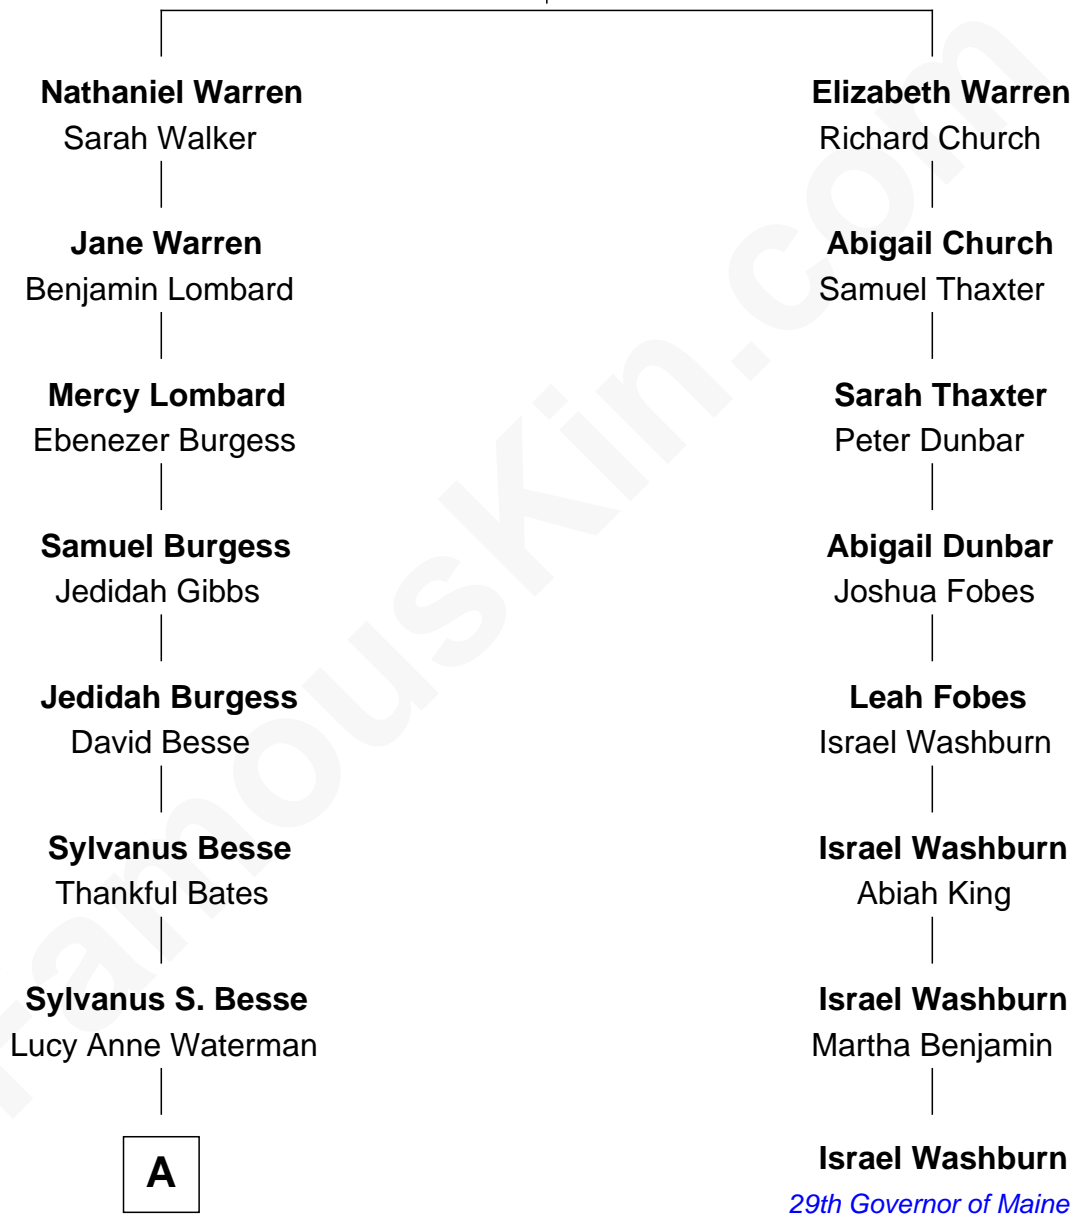 Nathaniel Warren
Sarah Walker
Elizabeth Warren
Richard Church
Jane Warren
Benjamin Lombard
Abigail Church
Samuel Thaxter
Mercy Lombard
Ebenezer Burgess
Sarah Thaxter
Peter Dunbar
Samuel Burgess
Jedidah Gibbs
Abigail Dunbar
Joshua Fobes
Jedidah Burgess
David Besse
Leah Fobes
Israel Washburn
Sylvanus Besse
Thankful Bates
Israel Washburn
Abiah King
Sylvanus S. Besse
Lucy Anne Waterman
Israel Washburn
Martha Benjamin
A
Israel Washburn
29th Governor of Maine
FamousKin.com